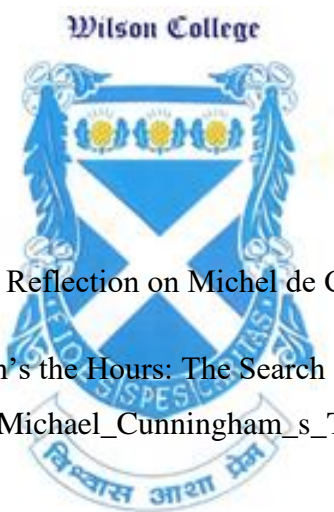 Wilson College
Reflection on Michel de C
n's the Hours: The Search
SPES
Michael_Cunningham_s_T
विश्वास आशा प्रेम